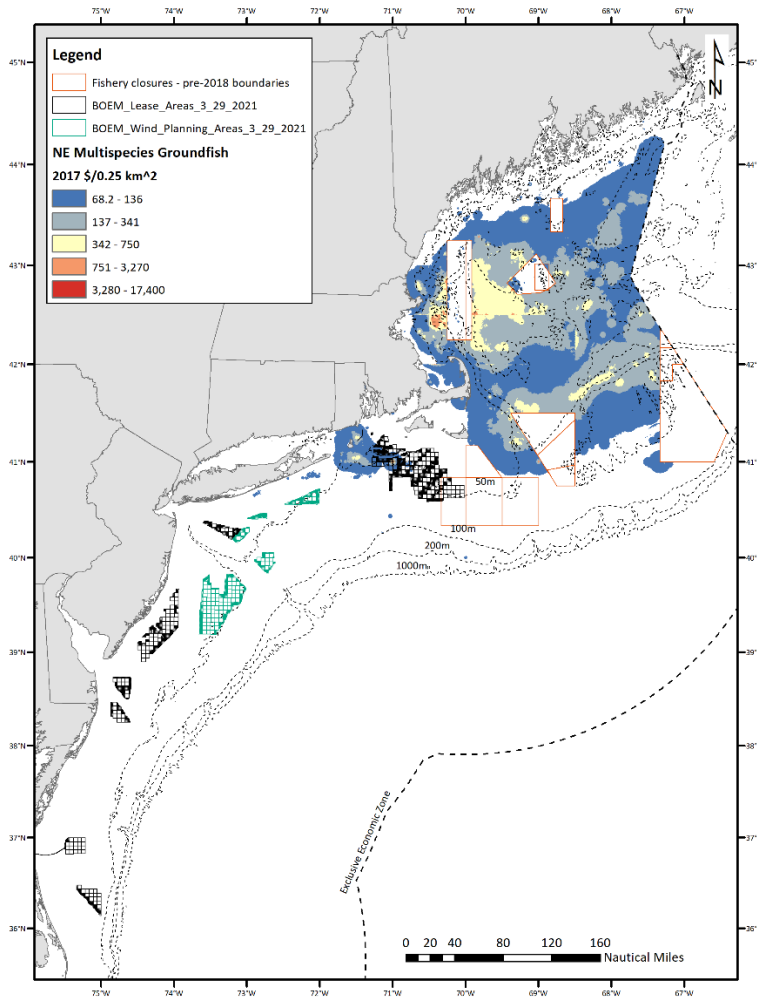 Legend
Fishery closures - pre-2018 boundaries
BOEM_Lease_Areas_3_29_2021
BOEM_Wind_Planning_Areas_3_29_2021
NE Multispecies Groundfish
2017 $/0.25 km^2
68.2 - 136
137 - 341
342 - 750
751 - 3,270
3,280 - 17,400
N
45°N
45°N
44°N
44°N
43°N
43°N
42°N
42°N
41°N
41°N
50m
100m
40°N
40°N
200m
1000m
39°N
39°N
38°N
38°N
Exclusive Economic Zone
37°N
37°N
36°N
36°N
0 20 40 80 120 160
Nautical Miles
75°W 74°W 73°W 72°W 71°W 70°W 69°W 68°W 67°W